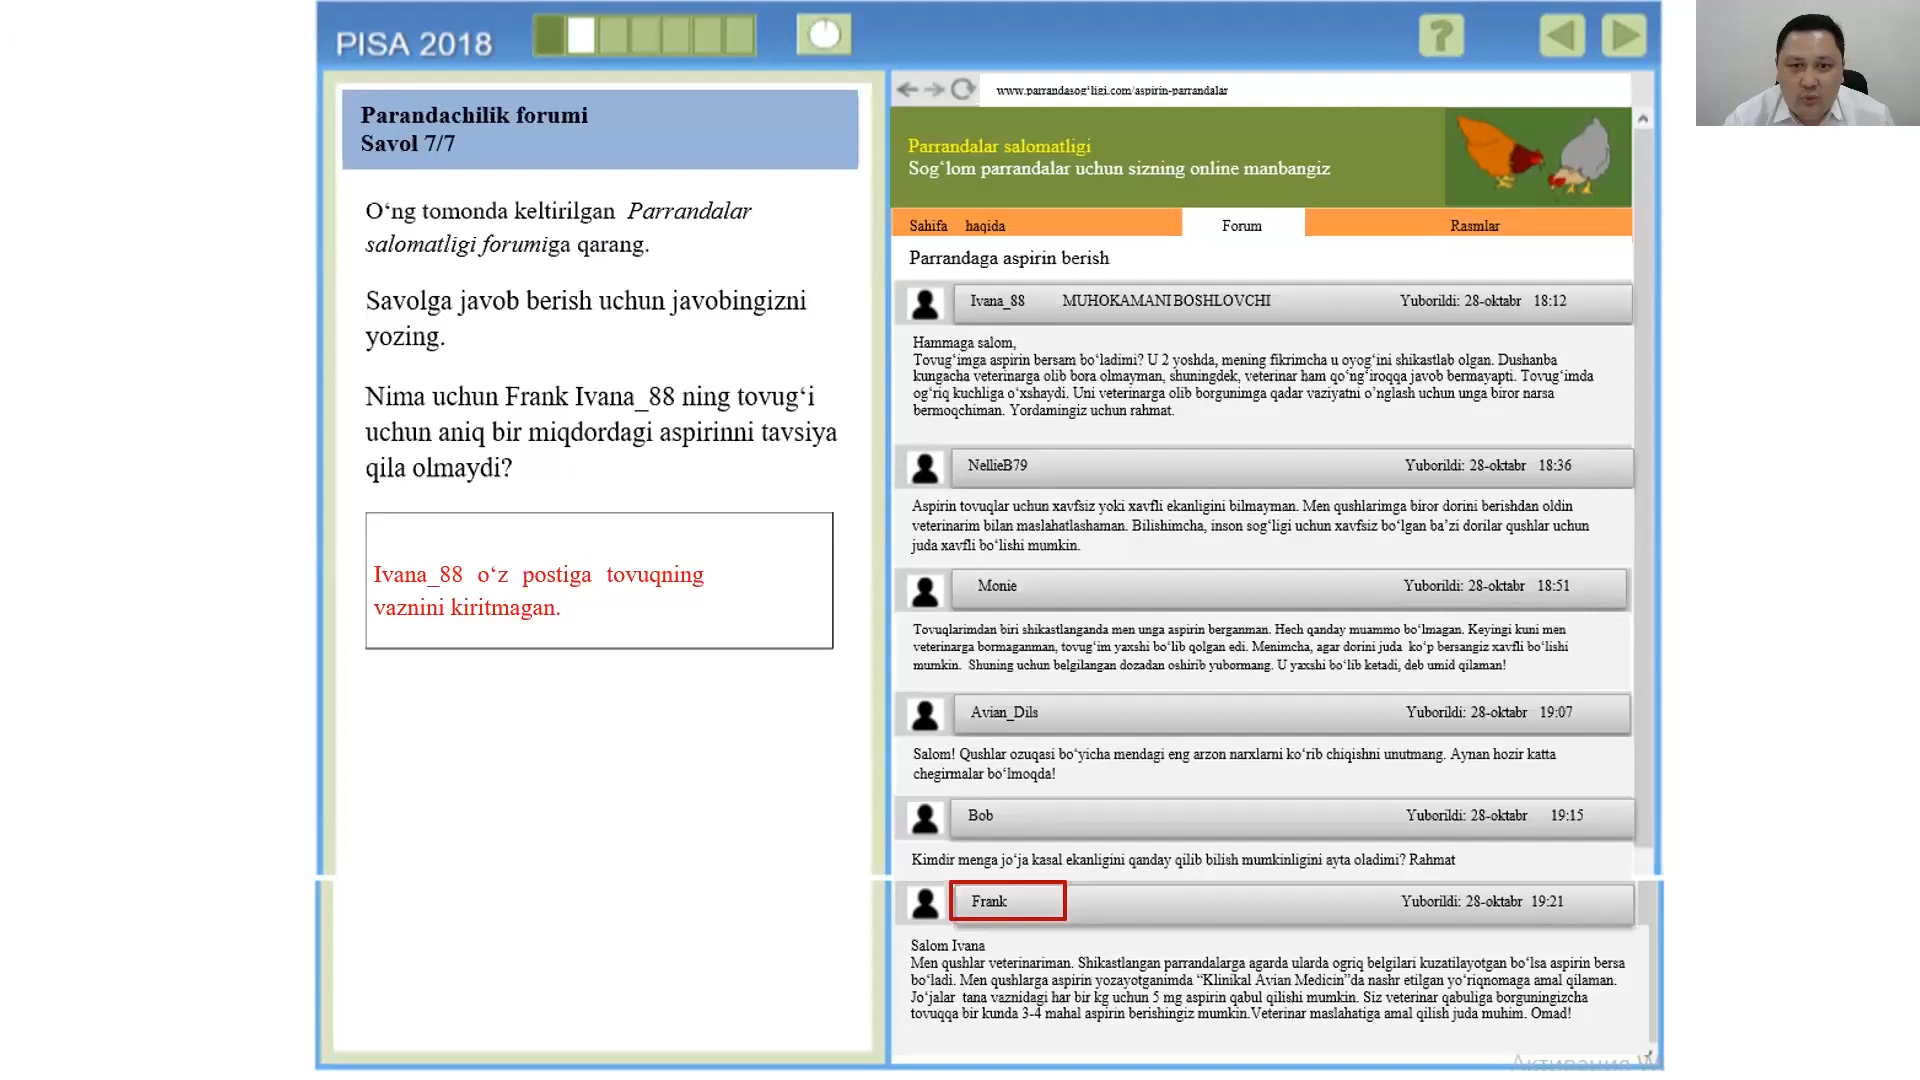 PISA 2018
?
Parandachilik forumi
Savol 7/7
O‘ng tomonda keltirilgan Parrandalar
salomatligi forumiga qarang.
Savolga javob berish uchun javobingizni
yozing.
Nima uchun Frank Ivana_88 ning tovug‘i
uchun aniq bir miqdordagi aspirinni tavsiya
qila olmaydi?
Ivana_88 o‘z postiga tovuqning
vaznini kiritmagan.
www.parrandasog‘ligi.com/aspirin-parrandalar
Parrandalar salomatligi
Sog‘lom parrandalar uchun sizning online manbangiz
Sahifa haqida Forum Rasmlar
Parrandaga aspirin berish
Ivana_88 MUHOKAMANI BOSHLOVCHI Yuborildi: 28-oktabr 18:12
Hammaga salom,
Tovug‘imga aspirin bersam bo‘ladimi? U 2 yoshda, mening fikrimcha u oyog‘ini shikastlab olgan. Dushanba
kungacha veterinarga olib bora olmayman, shuningdek, veterinar ham qo‘ng‘iroqqa javob bermayapti. Tovug‘imda
og‘riq kuchliga o‘xshaydi. Uni veterinarga olib borgunimga qadar vaziyatni o’nglash uchun unga biror narsa
bermoqchiman. Yordamingiz uchun rahmat.
NellieB79 Yuborildi: 28-oktabr 18:36
Aspirin tovuqlar uchun xavfsiz yoki xavfli ekanligini bilmayman. Men qushlarimga biror dorini berishdan oldin
veterinarim bilan maslahatlashaman. Bilishimcha, inson sog‘ligi uchun xavfsiz bo‘lgan ba’zi dorilar qushlar uchun
juda xavfli bo‘lishi mumkin.
Monie Yuborildi: 28-oktabr 18:51
Tovuqlarimdan biri shikastlanganda men unga aspirin berganman. Hech qanday muammo bo‘lmagan. Keyingi kuni men
veterinarga bormaganman, tovug‘im yaxshi bo‘lib qolgan edi. Menimcha, agar dorini juda ko‘p bersangiz xavfli bo‘lishi
mumkin. Shuning uchun belgilangan dozadan oshirib yubormang. U yaxshi bo‘lib ketadi, deb umid qilaman!
Avian_Dils Yuborildi: 28-oktabr 19:07
Salom! Qushlar ozuqasi bo‘yicha mendagi eng arzon narxlarni ko‘rib chiqishni unutmang. Aynan hozir katta
chegirmalar bo‘lmoqda!
Bob Yuborildi: 28-oktabr 19:15
Kimdir menga jo‘ja kasal ekanligini qanday qilib bilish mumkinligini ayta oladimi? Rahmat
Frank Yuborildi: 28-oktabr 19:21
Salom Ivana
Men qushlar veterinariman. Shikastlangan parrandalarga agarda ularda ogriq belgilari kuzatilayotgan bo‘lsa aspirin bersa
bo‘ladi. Men qushlarga aspirin yozayotganimda “Klinikal Avian Medicin”da nashr etilgan yo‘riqnomaga amal qilaman.
Jo‘jalar tana vaznidagi har bir kg uchun 5 mg aspirin qabul qilishi mumkin. Siz veterinar qabuliga borguningizcha
tovuqqa bir kunda 3-4 mahal aspirin berishingiz mumkin.Veterinar maslahatiga amal qilish juda muhim. Omad!